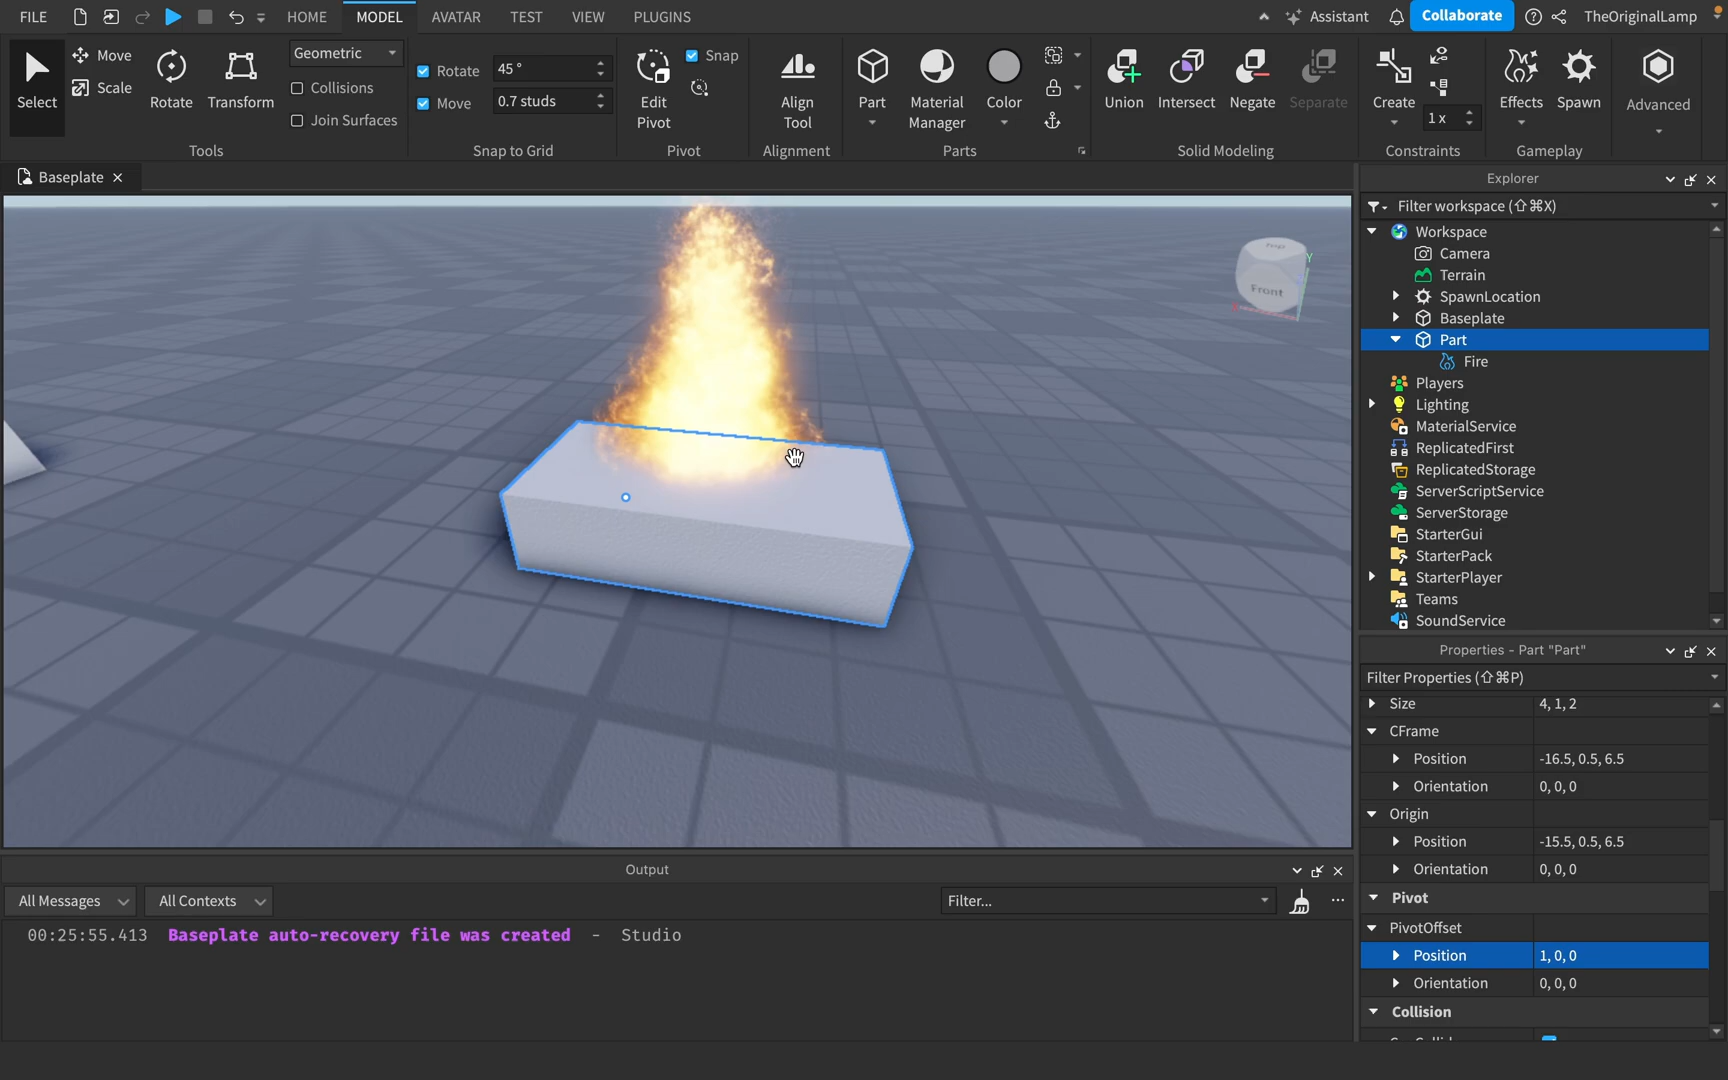 FILE HOME MODEL AVATAR TEST VIEW PLUGINS Assistant Collaborate TheOriginalLamp
Select Move Scale Rotate Transform Geometric Collisions Join Surfaces
Tools
Rotate 45 °
Move 0.7 studs
Snap to Grid
Edit Pivot Snap
Pivot
Align Tool
Alignment
Part Material Manager Color
Parts
Union Intersect Negate Separate
Solid Modeling
Create 1 x
Constraints
Effects Spawn
Gameplay
Advanced
Baseplate
Top
Front
Y
Explorer
Filter workspace (⇧⌘X)
Workspace
Camera
Terrain
SpawnLocation
Baseplate
Part
Fire
Players
Lighting
MaterialService
ReplicatedFirst
ReplicatedStorage
ServerScriptService
ServerStorage
StarterGui
StarterPack
StarterPlayer
Teams
SoundService
Properties - Part "Part"
Filter Properties (⇧⌘P)
Size 4, 1, 2
CFrame
Position -16.5, 0.5, 6.5
Orientation 0, 0, 0
Origin
Position -15.5, 0.5, 6.5
Orientation 0, 0, 0
Pivot
PivotOffset
Position 1, 0, 0
Orientation 0, 0, 0
Collision
Output
All Messages All Contexts Filter...
00:25:55.413 Baseplate auto-recovery file was created - Studio